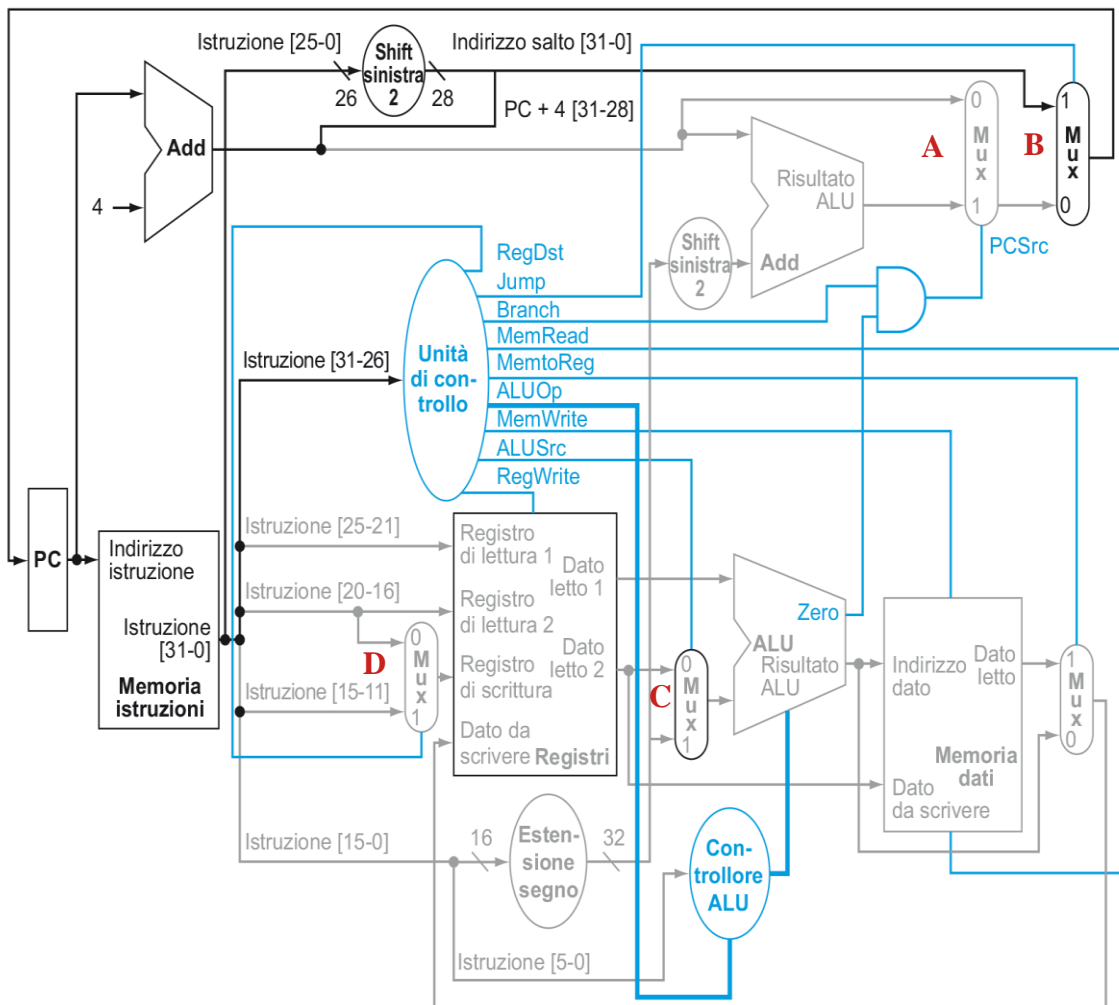 Istruzione [25-0]
Shift
sinistra
2
26
28
Indirizzo salto [31-0]
PC + 4 [31-28]
Add
4
0
M
u
x
1
A
1
M
u
x
0
B
Risultato
ALU
Add
Shift
sinistra
2
PCSrc
RegDst
Jump
Branch
MemRead
MemtoReg
ALUOp
MemWrite
ALUSrc
RegWrite
Unità
di con-
trollo
Istruzione [31-26]
PC
Indirizzo
istruzione
Istruzione
[31-0]
Memoria
istruzioni
Istruzione [25-21]
Istruzione [20-16]
Istruzione [15-11]
D
0
M
u
x
1
Registro
di lettura 1
Registro
di lettura 2
Registro
di scrittura
Dato da
scrivere
Registri
Dato
letto 1
Dato
letto 2
C
0
M
u
x
1
Zero
ALU
Risultato
ALU
Indirizzo
dato
Dato
letto
Memoria
dati
Dato
da scrivere
1
M
u
x
0
Istruzione [15-0]
16
Esten-
sione
segno
32
Con-
trollore
ALU
Istruzione [5-0]